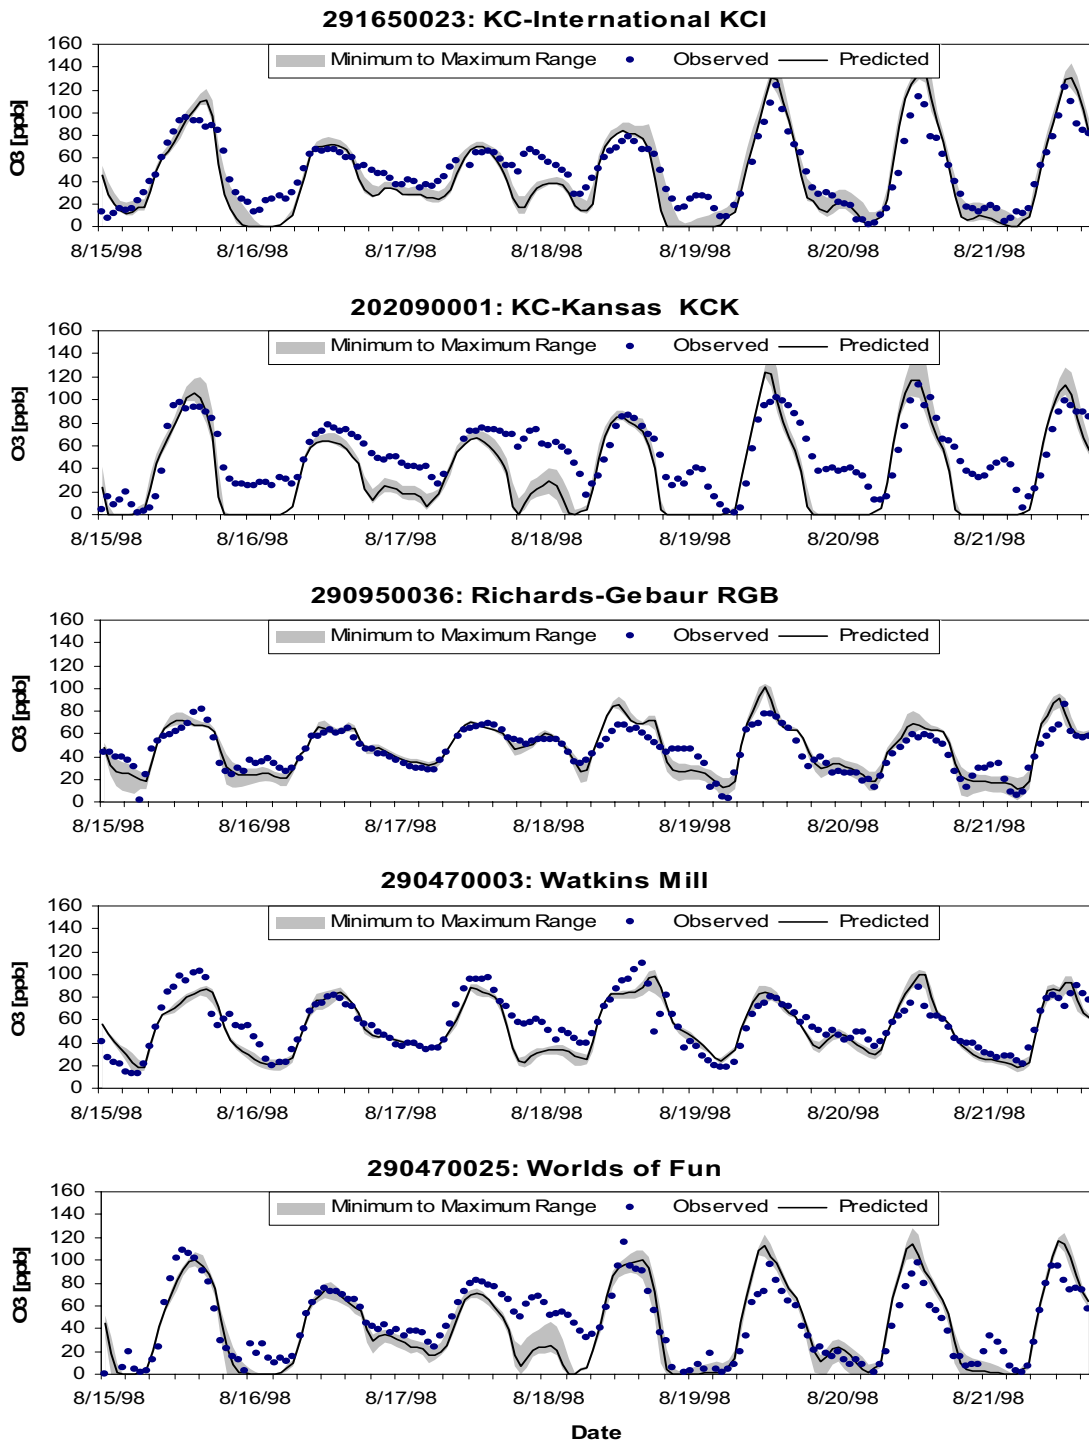 291650023: KC-International KCI
160
140
120
100
80
60
40
20
0
O3 [ppb]
Minimum to Maximum Range Observed Predicted
8/15/98 8/16/98 8/17/98 8/18/98 8/19/98 8/20/98 8/21/98
202090001: KC-Kansas KCK
160
140
120
100
80
60
40
20
0
O3 [ppb]
Minimum to Maximum Range Observed Predicted
8/15/98 8/16/98 8/17/98 8/18/98 8/19/98 8/20/98 8/21/98
290950036: Richards-Gebaur RGB
160
140
120
100
80
60
40
20
0
O3 [ppb]
Minimum to Maximum Range Observed Predicted
8/15/98 8/16/98 8/17/98 8/18/98 8/19/98 8/20/98 8/21/98
290470003: Watkins Mill
160
140
120
100
80
60
40
20
0
O3 [ppb]
Minimum to Maximum Range Observed Predicted
8/15/98 8/16/98 8/17/98 8/18/98 8/19/98 8/20/98 8/21/98
290470025: Worlds of Fun
160
140
120
100
80
60
40
20
0
O3 [ppb]
Minimum to Maximum Range Observed Predicted
8/15/98 8/16/98 8/17/98 8/18/98 8/19/98 8/20/98 8/21/98
Date